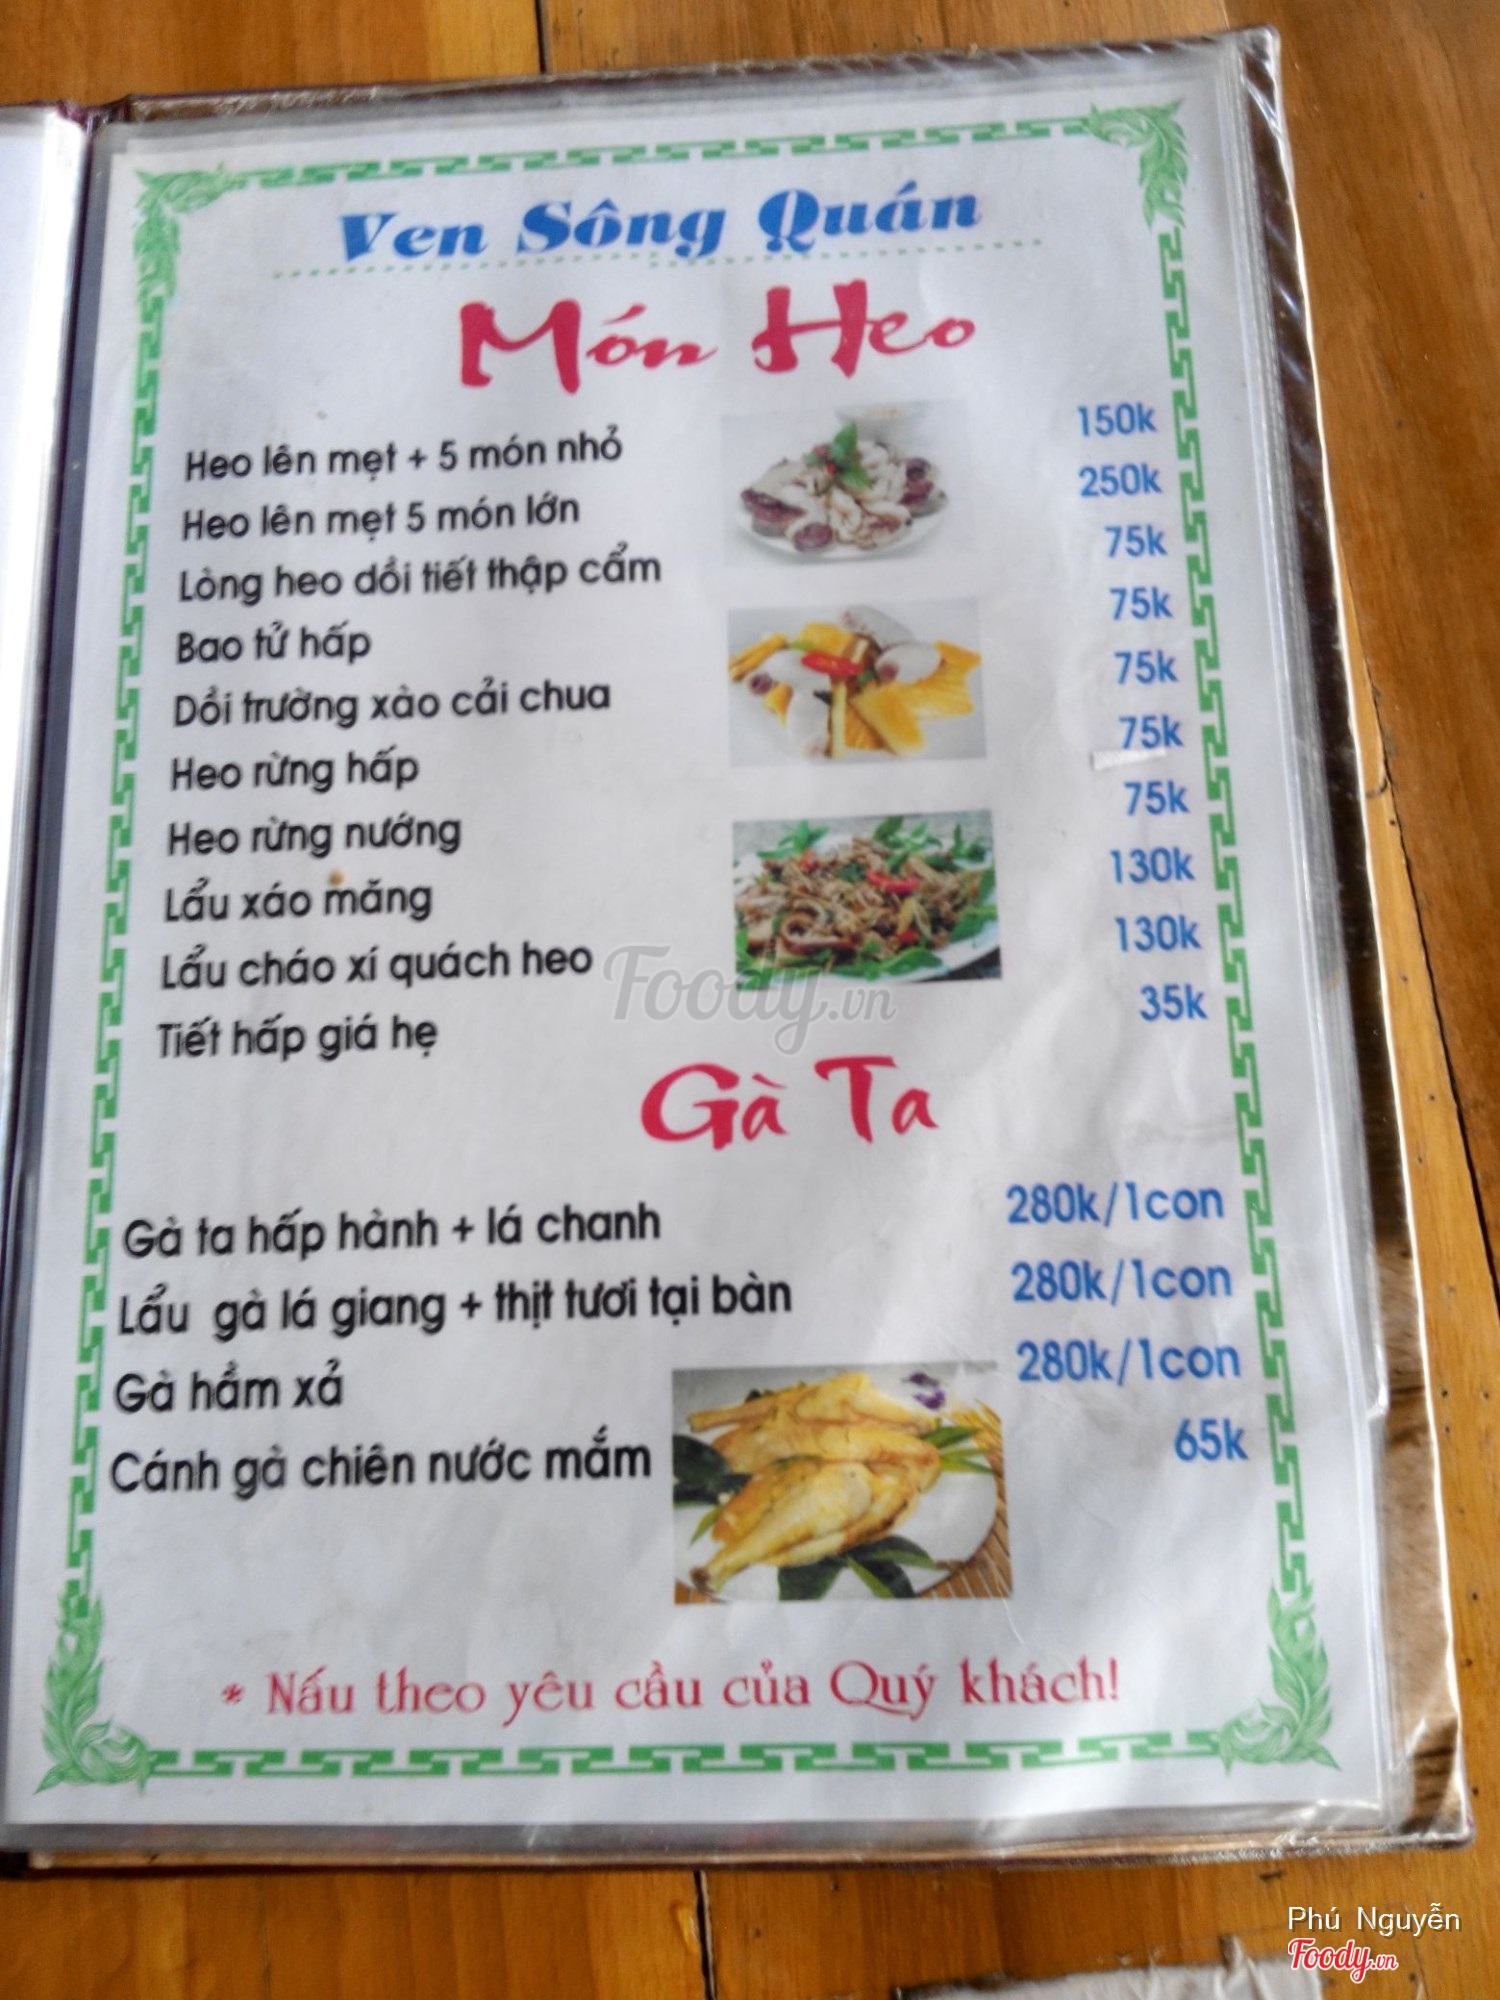 Ven Sông Quán
Món Heo
Heo lên mẹt + 5 món nhỏ 150k
Heo lên mẹt 5 món lớn 250k
Lòng heo dồi tiết thập cẩm 75k
Bao tử hấp 75k
Dồi trường xào cải chua 75k
Heo rừng hấp 75k
Heo rừng nướng 75k
Lẩu xáo măng 130k
Lẩu cháo xí quách heo 130k
Tiết hấp giá hẹ 35k
Foody.vn
Gà Ta
Gà ta hấp hành + lá chanh 280k/1con
Lẩu gà lá giang + thịt tươi tại bàn 280k/1con
Gà hầm xả 280k/1con
Cánh gà chiên nước mắm 65k
* Nấu theo yêu cầu của Quý khách!
Phú Nguyễn
Foody.vn